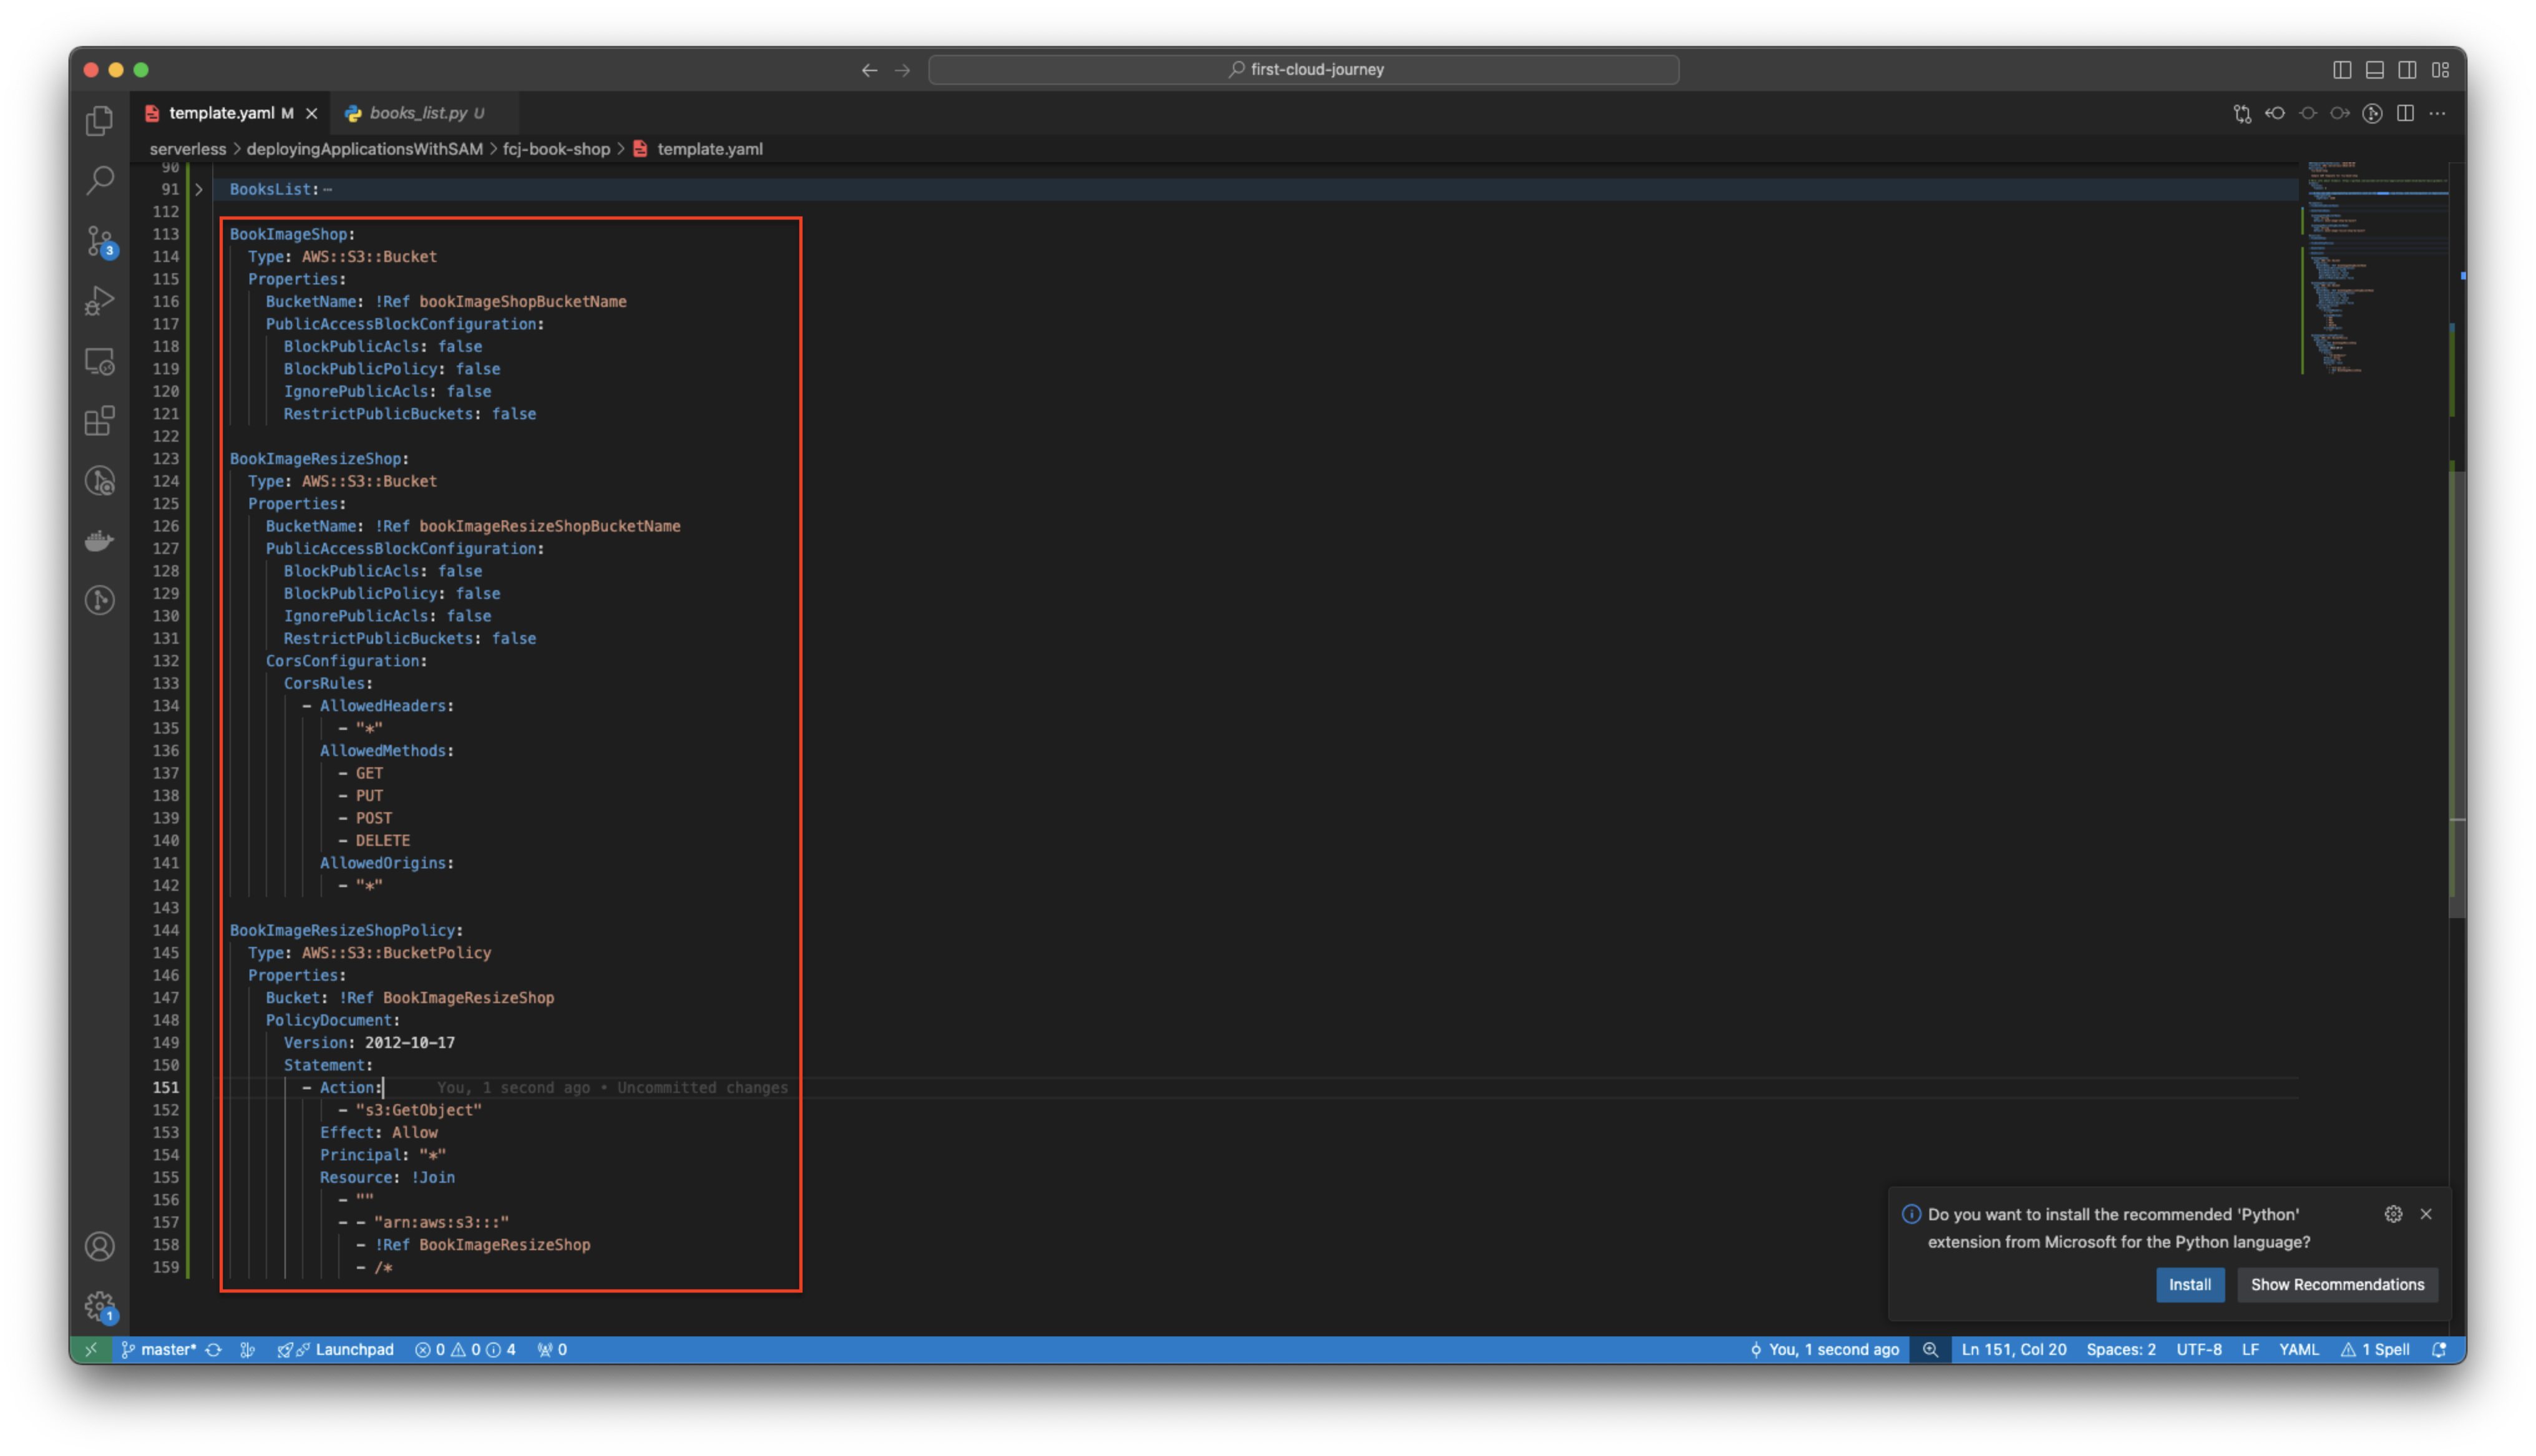 first-cloud-journey
template.yaml M
books_list.py U
serverless > deployingApplicationsWithSAM > fcj-book-shop > template.yaml
90
91 BooksList:
112
113 BookImageShop:
114 Type: AWS::S3::Bucket
115 Properties:
116 BucketName: !Ref bookImageShopBucketName
117 PublicAccessBlockConfiguration:
118 BlockPublicAcls: false
119 BlockPublicPolicy: false
120 IgnorePublicAcls: false
121 RestrictPublicBuckets: false
122
123 BookImageResizeShop:
124 Type: AWS::S3::Bucket
125 Properties:
126 BucketName: !Ref bookImageResizeShopBucketName
127 PublicAccessBlockConfiguration:
128 BlockPublicAcls: false
129 BlockPublicPolicy: false
130 IgnorePublicAcls: false
131 RestrictPublicBuckets: false
132 CorsConfiguration:
133 CorsRules:
134 - AllowedHeaders:
135 - "*"
136 AllowedMethods:
137 - GET
138 - PUT
139 - POST
140 - DELETE
141 AllowedOrigins:
142 - "*"
143
144 BookImageResizeShopPolicy:
145 Type: AWS::S3::BucketPolicy
146 Properties:
147 Bucket: !Ref BookImageResizeShop
148 PolicyDocument:
149 Version: 2012-10-17
150 Statement:
151 - Action: You, 1 second ago • Uncommitted changes
152 - "s3:GetObject"
153 Effect: Allow
154 Principal: "*"
155 Resource: !Join
156 - ""
157 - - "arn:aws:s3:::"
158 - !Ref BookImageResizeShop
159 - /*
3
1
Do you want to install the recommended 'Python'
extension from Microsoft for the Python language?
Install
Show Recommendations
master* Launchpad 0 0 4 0 You, 1 second ago Ln 151, Col 20 Spaces: 2 UTF-8 LF YAML 1 Spell